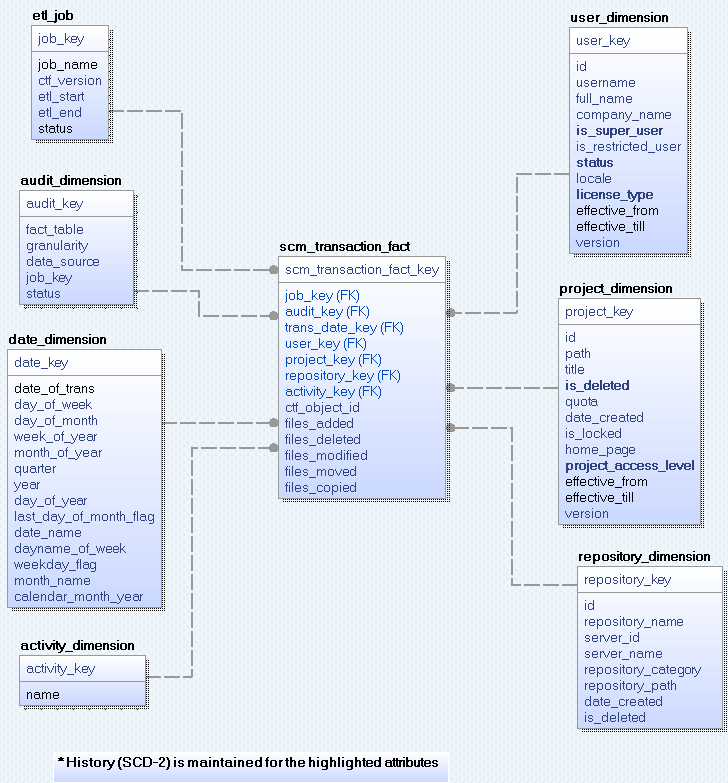 etl_job
job_key
job_name
ctf_version
etl_start
etl_end
status
audit_dimension
audit_key
fact_table
granularity
data_source
job_key
status
date_dimension
date_key
date_of_trans
day_of_week
day_of_month
week_of_year
month_of_year
quarter
year
day_of_year
last_day_of_month_flag
date_name
dayname_of_week
weekday_flag
month_name
calendar_month_year
activity_dimension
activity_key
name
scm_transaction_fact
scm_transaction_fact_key
job_key (FK)
audit_key (FK)
trans_date_key (FK)
user_key (FK)
project_key (FK)
repository_key (FK)
activity_key (FK)
ctf_object_id
files_added
files_deleted
files_modified
files_moved
files_copied
user_dimension
user_key
id
username
full_name
company_name
is_super_user
is_restricted_user
status
locale
license_type
effective_from
effective_till
version
project_dimension
project_key
id
path
title
is_deleted
quota
date_created
is_locked
home_page
project_access_level
effective_from
effective_till
version
repository_dimension
repository_key
id
repository_name
server_id
server_name
repository_category
repository_path
date_created
is_deleted
* History (SCD-2) is maintained for the highlighted attributes